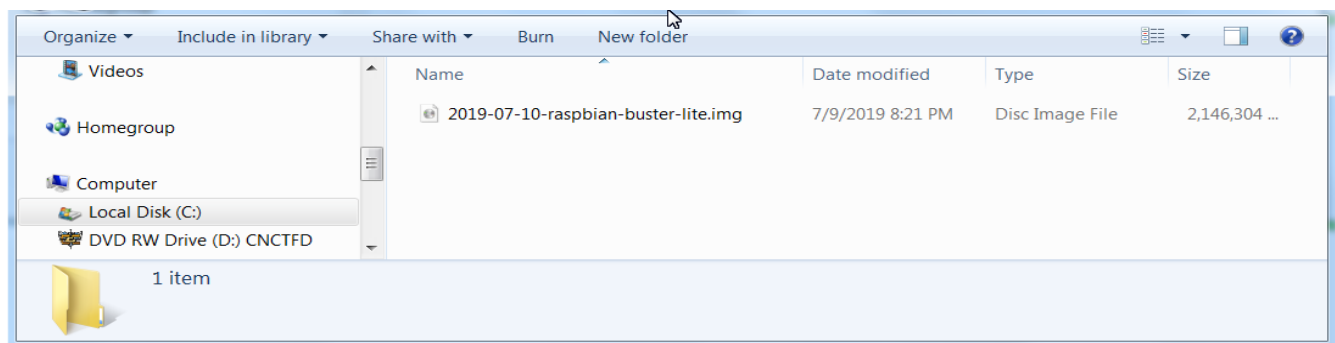 Organize Include in library Share with Burn New folder
Videos
Name Date modified Type Size
2019-07-10-raspbian-buster-lite.img 7/9/2019 8:21 PM Disc Image File 2,146,304 ...
Homegroup
Computer
Local Disk (C:)
DVD RW Drive (D:) CNCTFD
1 item